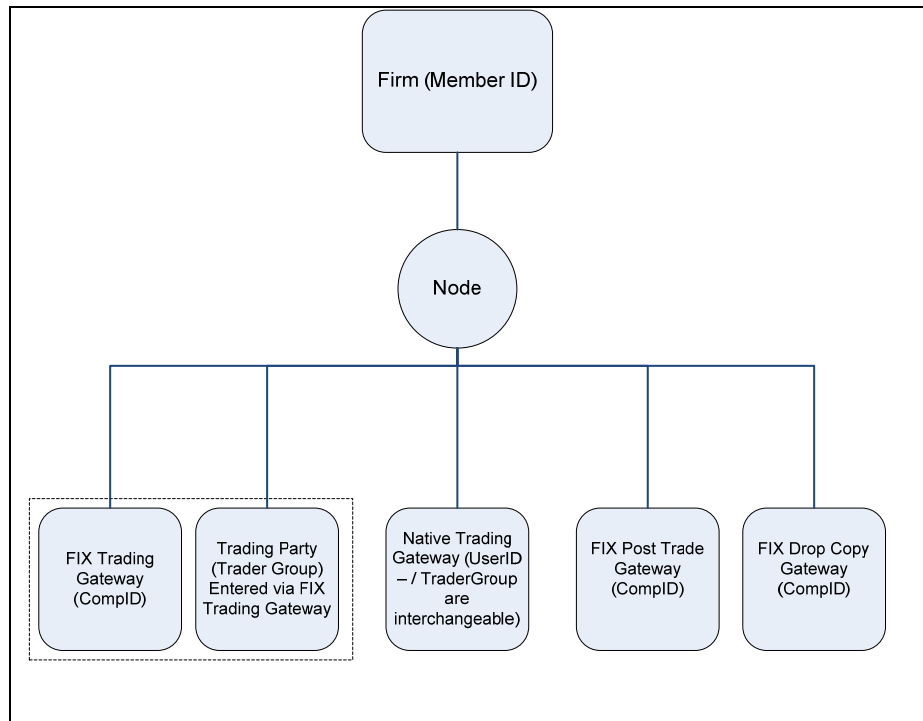 Firm (Member ID)
Node
FIX Trading
Gateway
(CompID)
Trading Party
(Trader Group)
Entered via FIX
Trading Gateway
Native Trading
Gateway (UserID
– / TraderGroup
are
interchangeable)
FIX Post Trade
Gateway
(CompID)
FIX Drop Copy
Gateway
(CompID)